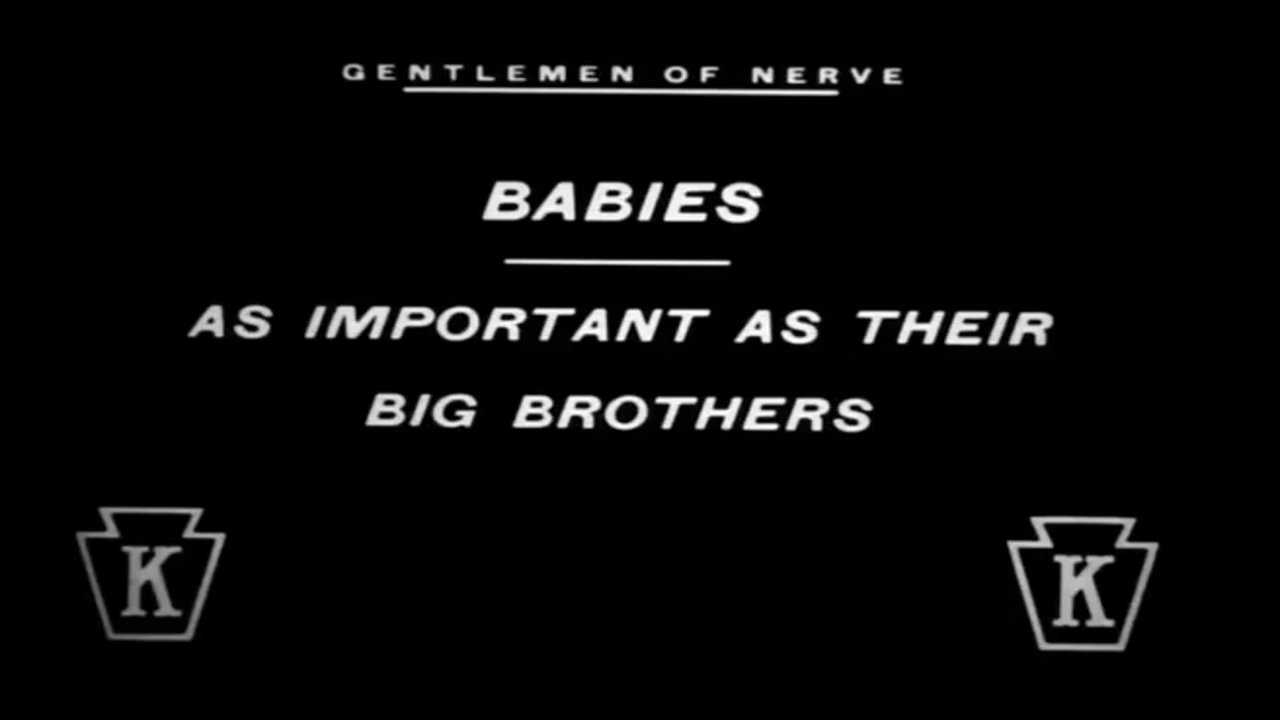 GENTLEMEN OF NERVE
BABIES
AS IMPORTANT AS THEIR
BIG BROTHERS
K K